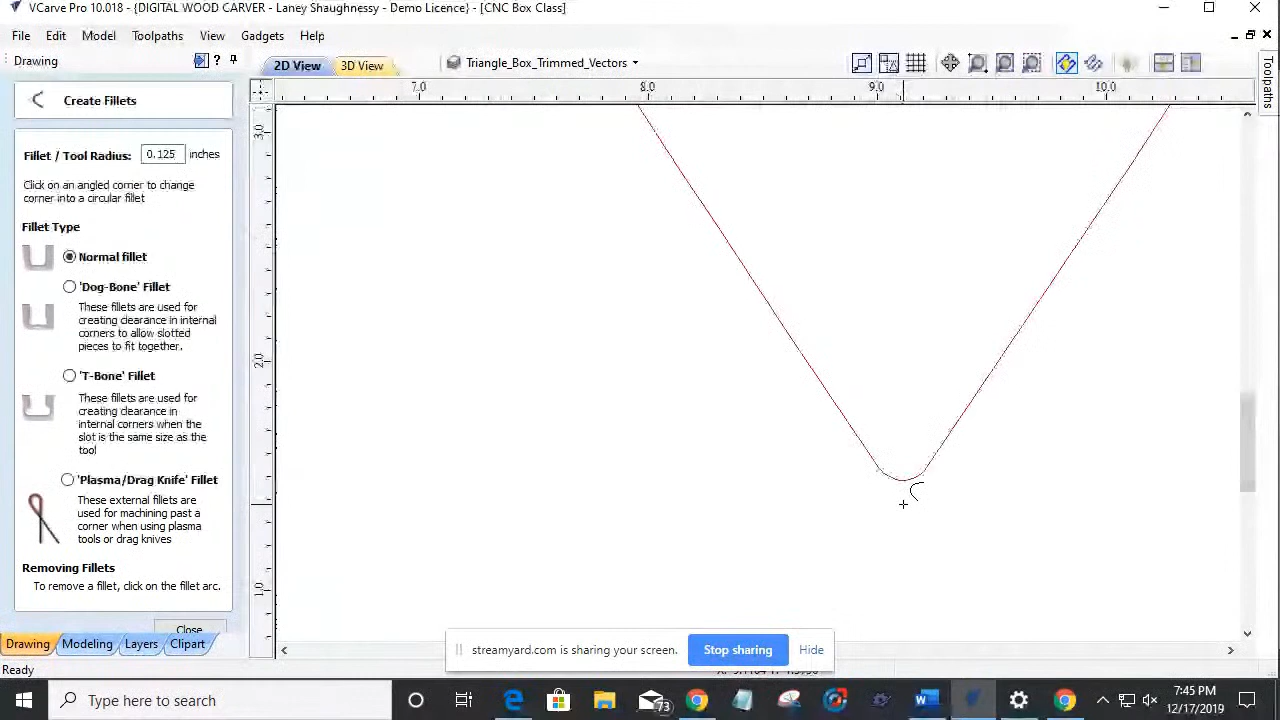 VCarve Pro 10.018 - {DIGITAL WOOD CARVER - Laney Shaughnessy - Demo Licence} - [CNC Box Class]
File Edit Model Toolpaths View Gadgets Help
Drawing
2D View 3D View Triangle_Box_Trimmed_Vectors
Toolpaths
7.0 8.0 9.0 10.0
3.0
2.0
1.0
Create Fillets
Fillet / Tool Radius: 0.125 inches
Click on an angled corner to change
corner into a circular fillet
Fillet Type
Normal fillet
'Dog-Bone' Fillet
These fillets are used for
creating clearance in internal
corners to allow slotted
pieces to fit together.
'T-Bone' Fillet
These fillets are used for
creating clearance in
internal corners when the
slot is the same size as the
tool
'Plasma/Drag Knife' Fillet
These external fillets are
used for machining past a
corner when using plasma
tools or drag knives
Removing Fillets
To remove a fillet, click on the fillet arc.
Close
Drawing Modeling Layers Clipart
Ready
streamyard.com is sharing your screen. Stop sharing Hide
Type here to search
73
7:45 PM
12/17/2019